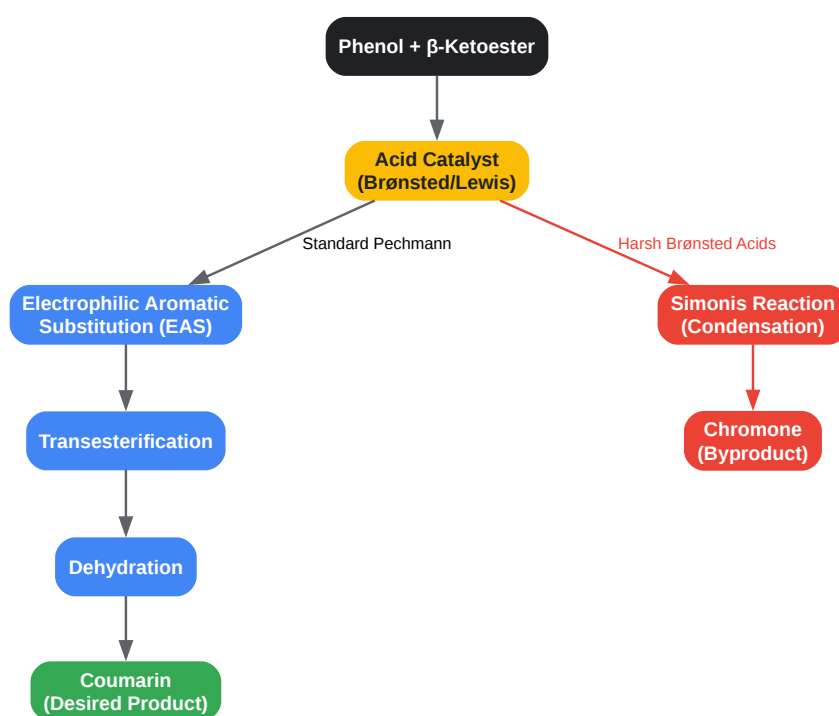 Phenol + β-Ketoester
Acid Catalyst
(Brønsted/Lewis)
Standard Pechmann
Harsh Brønsted Acids
Electrophilic Aromatic
Substitution (EAS)
Simonis Reaction
(Condensation)
Transesterification
Chromone
(Byproduct)
Dehydration
Coumarin
(Desired Product)